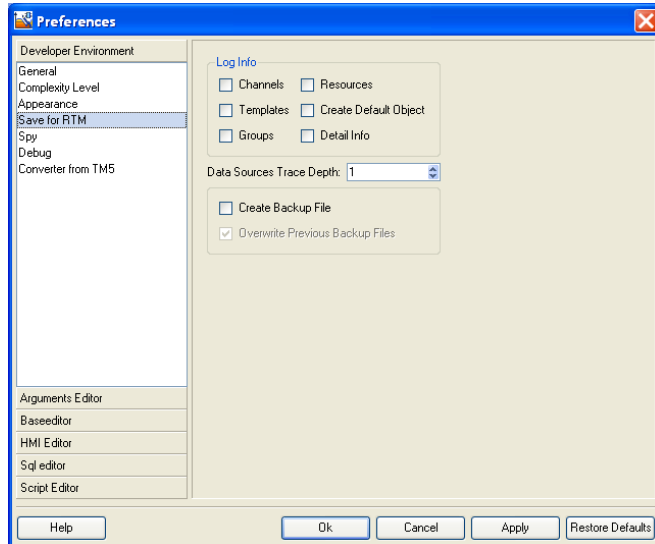 Preferences
Developer Environment
General
Complexity Level
Appearance
Save for RTM
Spy
Debug
Converter from TM5
Arguments Editor
Baseeditor
HMI Editor
Sql editor
Script Editor
Log Info
Channels Resources
Templates Create Default Object
Groups Detail Info
Data Sources Trace Depth: 1
Create Backup File
Overwrite Previous Backup Files
Help Ok Cancel Apply Restore Defaults